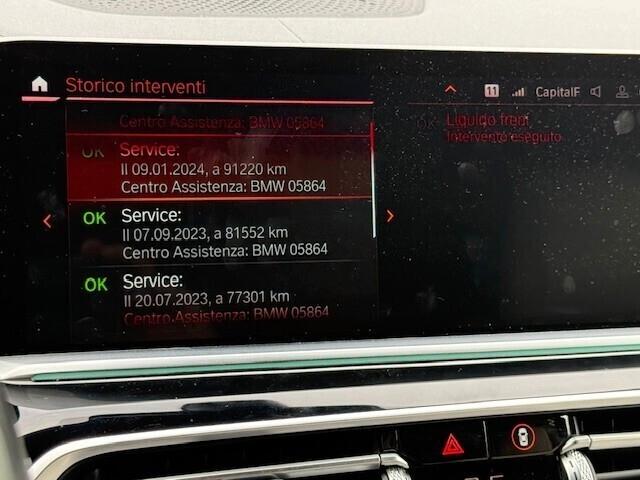 Storico interventi
11 CapitalF
Centro Assistenza: BMW 05864
OK Liquido freni
Intervento eseguito
OK Service:
Il 09.01.2024, a 91220 km
Centro Assistenza: BMW 05864
OK Service:
Il 07.09.2023, a 81552 km
Centro Assistenza: BMW 05864
OK Service:
Il 20.07.2023, a 77301 km
Centro Assistenza: BMW 05864